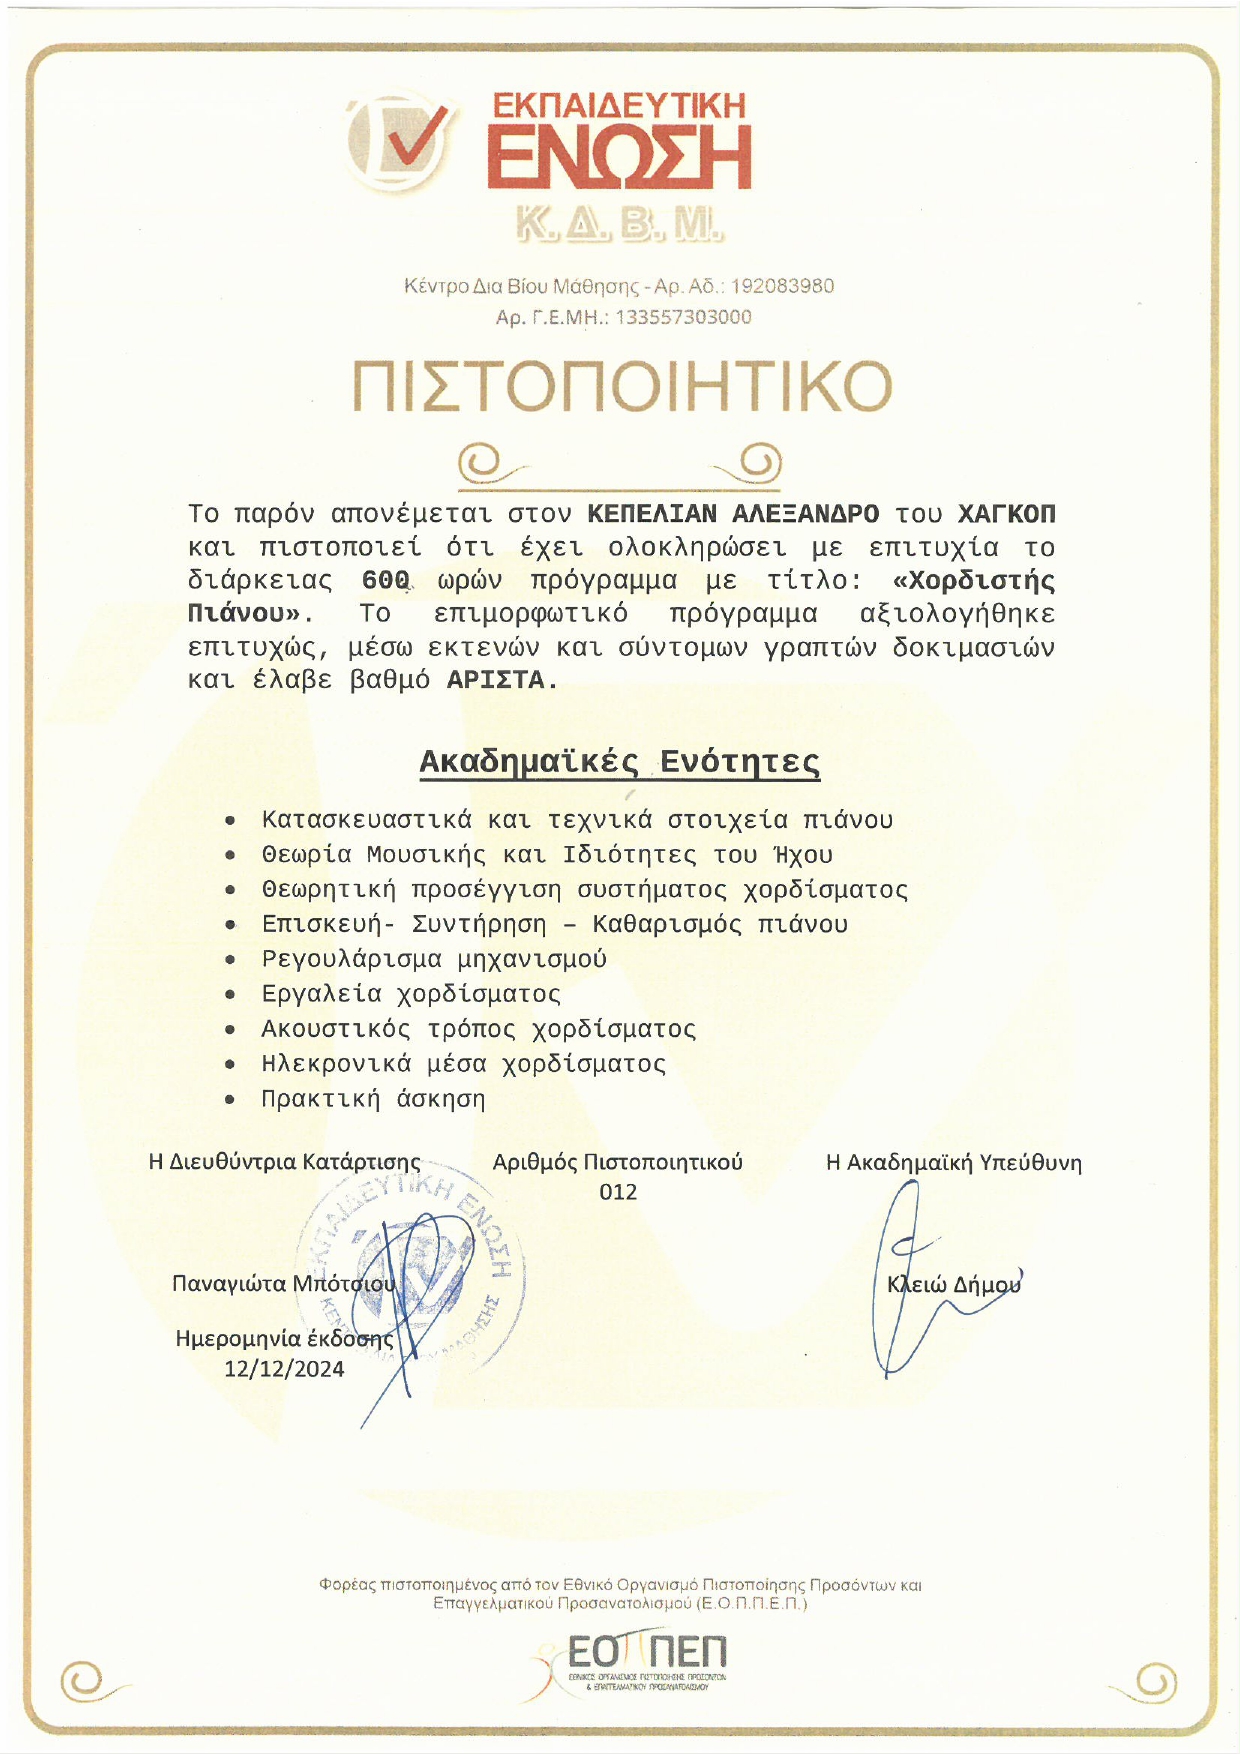 ΕΚΠΑΙΔΕΥΤΙΚΗ
ΕΝΩΣΗ
Κ.Δ.Β.Μ.
Κέντρο Δια Βίου Μάθησης - Αρ. Αδ.: 192083980
Αρ. Γ.Ε.ΜΗ.: 133557303000
ΠΙΣΤΟΠΟΙΗΤΙΚΟ
Το παρόν απονέμεται στον ΚΕΠΕΛΙΑΝ ΑΛΕΞΑΝΔΡΟ του ΧΑΓΚΟΠ
και πιστοποιεί ότι έχει ολοκληρώσει με επιτυχία το
διάρκειας 600 ωρών πρόγραμμα με τίτλο: «Χορδιστής
Πιάνου». Το επιμορφωτικό πρόγραμμα αξιολογήθηκε
επιτυχώς, μέσω εκτενών και σύντομων γραπτών δοκιμασιών
και έλαβε βαθμό ΑΡΙΣΤΑ.
Ακαδημαϊκές Ενότητες
• Κατασκευαστικά και τεχνικά στοιχεία πιάνου
• Θεωρία Μουσικής και Ιδιότητες του Ήχου
• Θεωρητική προσέγγιση συστήματος χορδίσματος
• Επισκευή- Συντήρηση – Καθαρισμός πιάνου
• Ρεγουλάρισμα μηχανισμού
• Εργαλεία χορδίσματος
• Ακουστικός τρόπος χορδίσματος
• Ηλεκρονικά μέσα χορδίσματος
• Πρακτική άσκηση
Η Διευθύντρια Κατάρτισης Αριθμός Πιστοποιητικού Η Ακαδημαϊκή Υπεύθυνη
012
ΕΚΠΑΙΔΕΥΤΙΚΗ ΕΝΩΣΗ
Παναγιώτα Μπότσιου Κλειώ Δήμου
Ημερομηνία έκδοσης
12/12/2024
Φορέας πιστοποιημένος από τον Εθνικό Οργανισμό Πιστοποίησης Προσόντων και
Επαγγελματικού Προσανατολισμού (Ε.Ο.Π.Π.Ε.Π.)
ΕΟΠΠΕΠ
ΕΘΝΙΚΟΣ ΟΡΓΑΝΙΣΜΟΣ ΠΙΣΤΟΠΟΙΗΣΗΣ ΠΡΟΣΟΝΤΩΝ
& ΕΠΑΓΓΕΛΜΑΤΙΚΟΥ ΠΡΟΣΑΝΑΤΟΛΙΣΜΟΥ